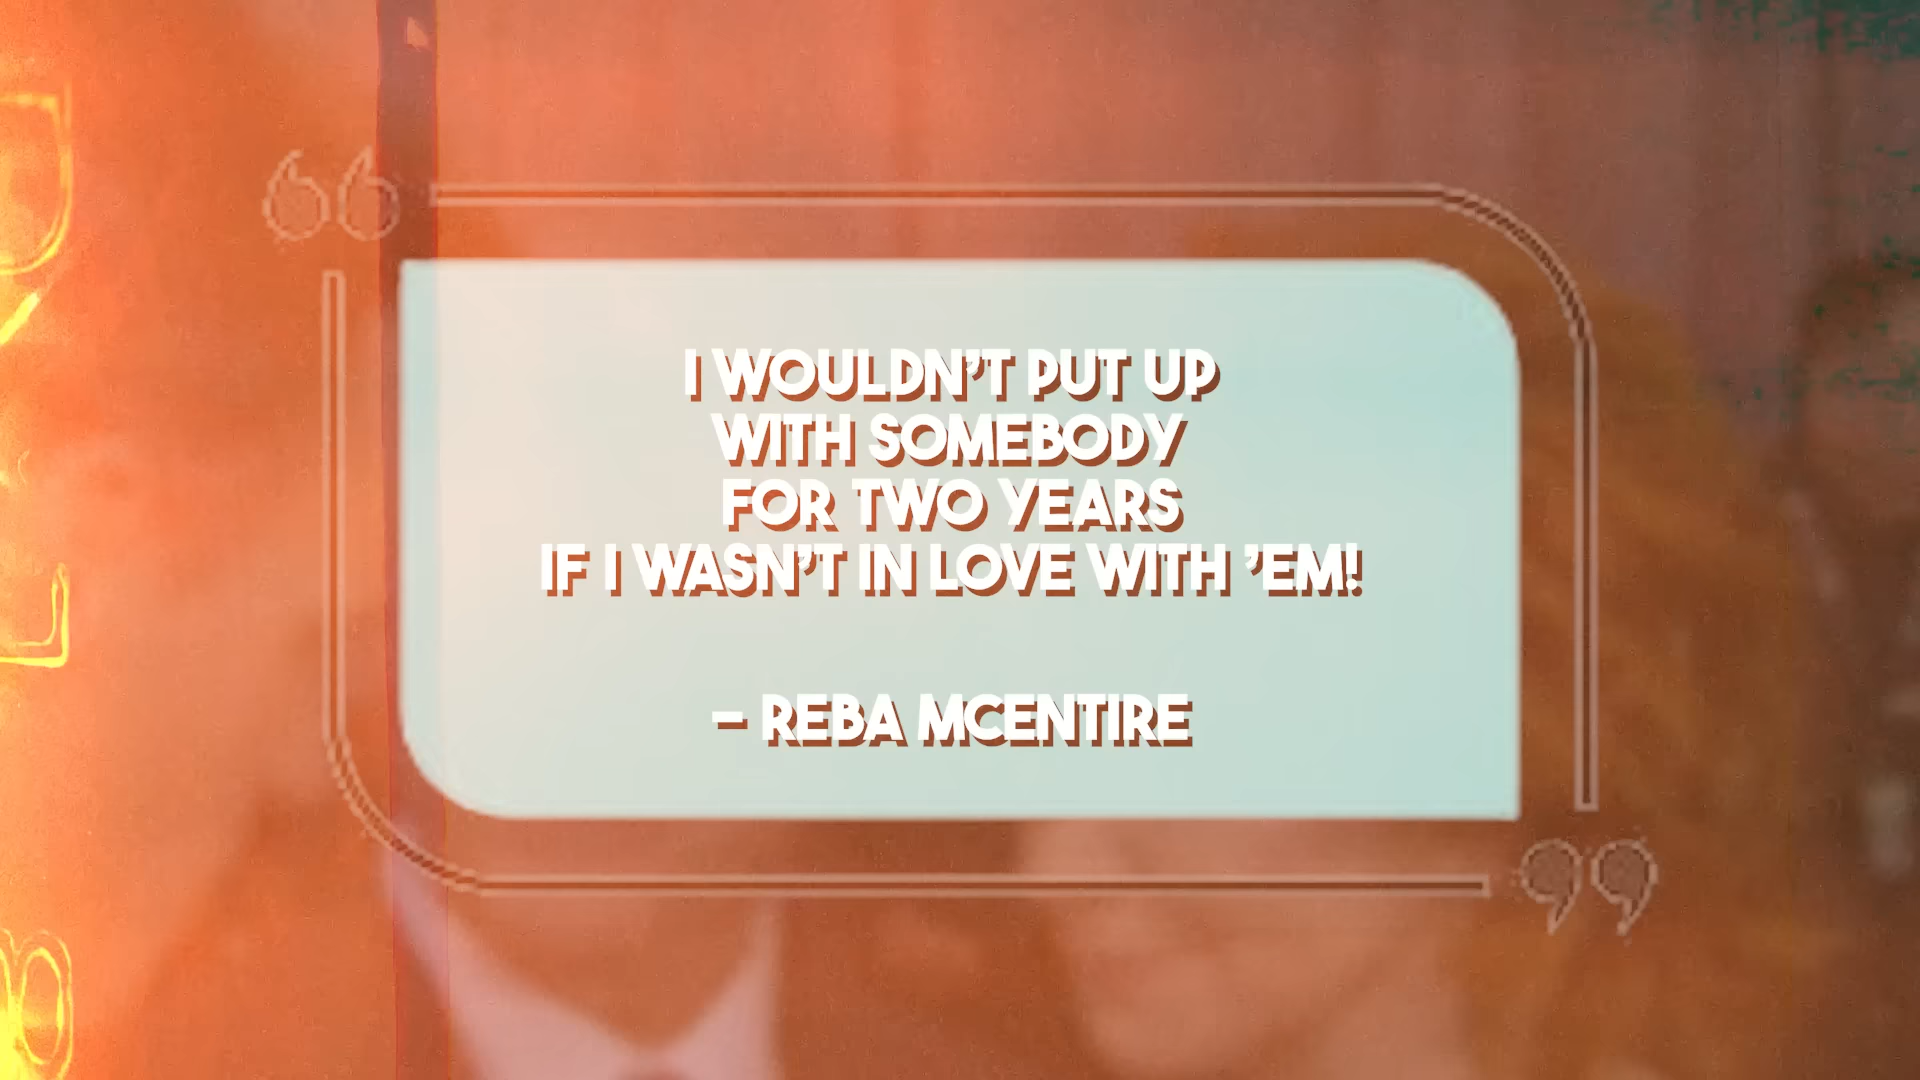 I WOULDN'T PUT UP
WITH SOMEBODY
FOR TWO YEARS
IF I WASN'T IN LOVE WITH 'EM!
– REBA MCENTIRE